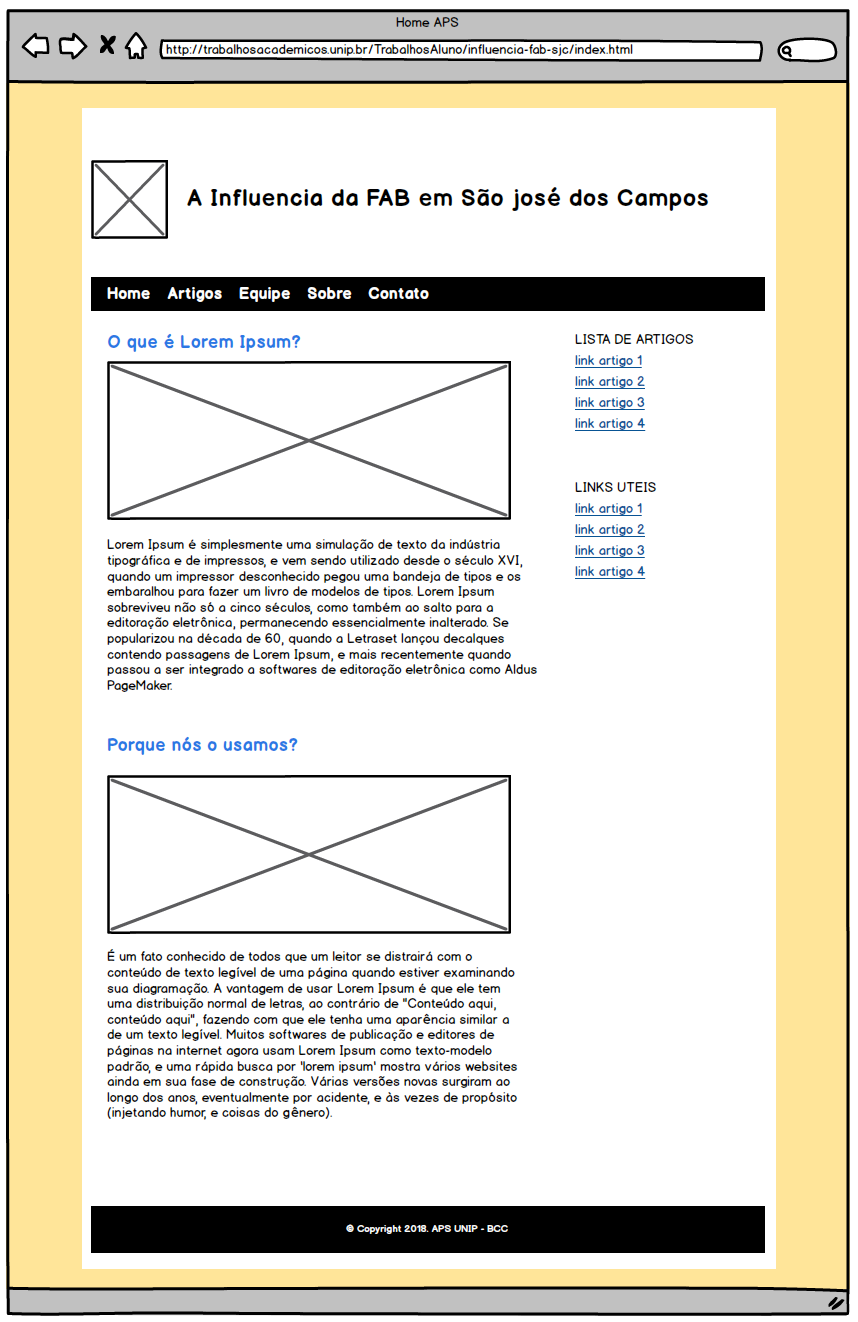 Home APS
http://trabalhosacademicos.unip.br/TrabalhosAluno/influencia-fab-sjc/index.html
A Influencia da FAB em São josé dos Campos
Home Artigos Equipe Sobre Contato
O que é Lorem Ipsum?
Lorem Ipsum é simplesmente uma simulação de texto da indústria
tipográfica e de impressos, e vem sendo utilizado desde o século XVI,
quando um impressor desconhecido pegou uma bandeja de tipos e os
embaralhou para fazer um livro de modelos de tipos. Lorem Ipsum
sobreviveu não só a cinco séculos, como também ao salto para a
editoração eletrônica, permanecendo essencialmente inalterado. Se
popularizou na década de 60, quando a Letraset lançou decalques
contendo passagens de Lorem Ipsum, e mais recentemente quando
passou a ser integrado a softwares de editoração eletrônica como Aldus
PageMaker.
Porque nós o usamos?
É um fato conhecido de todos que um leitor se distrairá com o
conteúdo de texto legível de uma página quando estiver examinando
sua diagramação. A vantagem de usar Lorem Ipsum é que ele tem
uma distribuição normal de letras, ao contrário de "Conteúdo aqui,
conteúdo aqui", fazendo com que ele tenha uma aparência similar a
de um texto legível. Muitos softwares de publicação e editores de
páginas na internet agora usam Lorem Ipsum como texto-modelo
padrão, e uma rápida busca por 'lorem ipsum' mostra vários websites
ainda em sua fase de construção. Várias versões novas surgiram ao
longo dos anos, eventualmente por acidente, e às vezes de propósito
(injetando humor, e coisas do gênero).
LISTA DE ARTIGOS
link artigo 1
link artigo 2
link artigo 3
link artigo 4
LINKS UTEIS
link artigo 1
link artigo 2
link artigo 3
link artigo 4
© Copyright 2018. APS UNIP - BCC